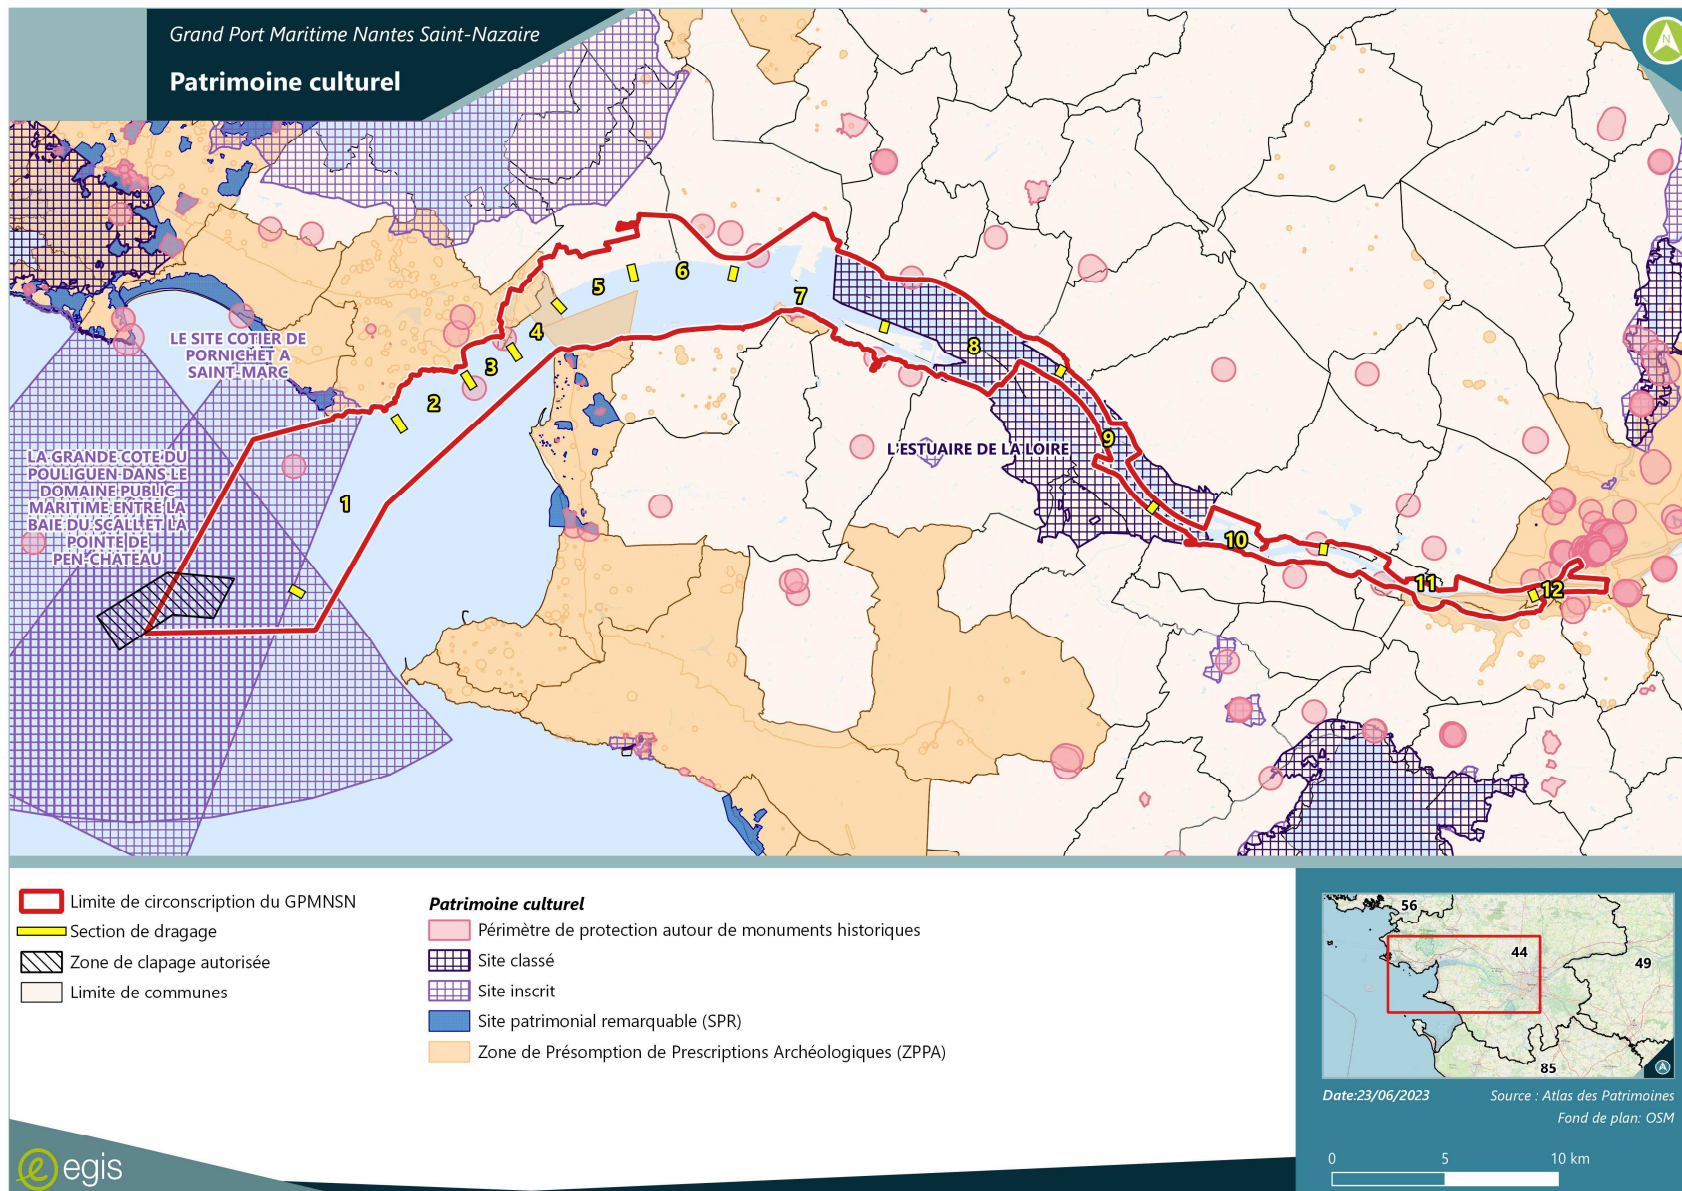 Grand Port Maritime Nantes Saint-Nazaire
Patrimoine culturel
N
LE SITE COTIER DE
PORNICHET A
SAINT-MARC
LA GRANDE COTE DU
POULIGUEN DANS LE
DOMAINE PUBLIC
MARITIME ENTRE LA
BAIE DU SCALL ET LA
POINTE DE
PEN-CHATEAU
L'ESTUAIRE DE LA LOIRE
1
2
3
4
5
6
7
8
9
10
11
12
Limite de circonscription du GPMNSN
Section de dragage
Zone de clapage autorisée
Limite de communes
Patrimoine culturel
Périmètre de protection autour de monuments historiques
Site classé
Site inscrit
Site patrimonial remarquable (SPR)
Zone de Présomption de Prescriptions Archéologiques (ZPPA)
56
44
49
85
Date:23/06/2023
Source : Atlas des Patrimoines
Fond de plan: OSM
0 5 10 km
egis